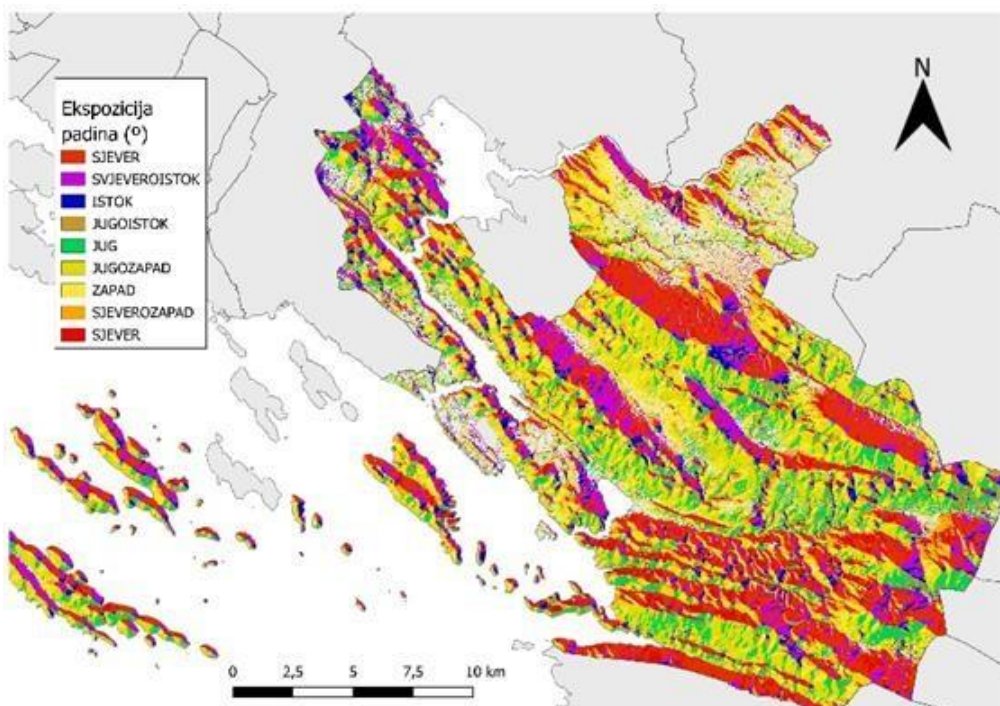 N
Ekspozicija
padina (º)
SJEVER
SVJEVEROISTOK
ISTOK
JUGOISTOK
JUG
JUGOZAPAD
ZAPAD
SJEVEROZAPAD
SJEVER
0 2,5 5 7,5 10 km